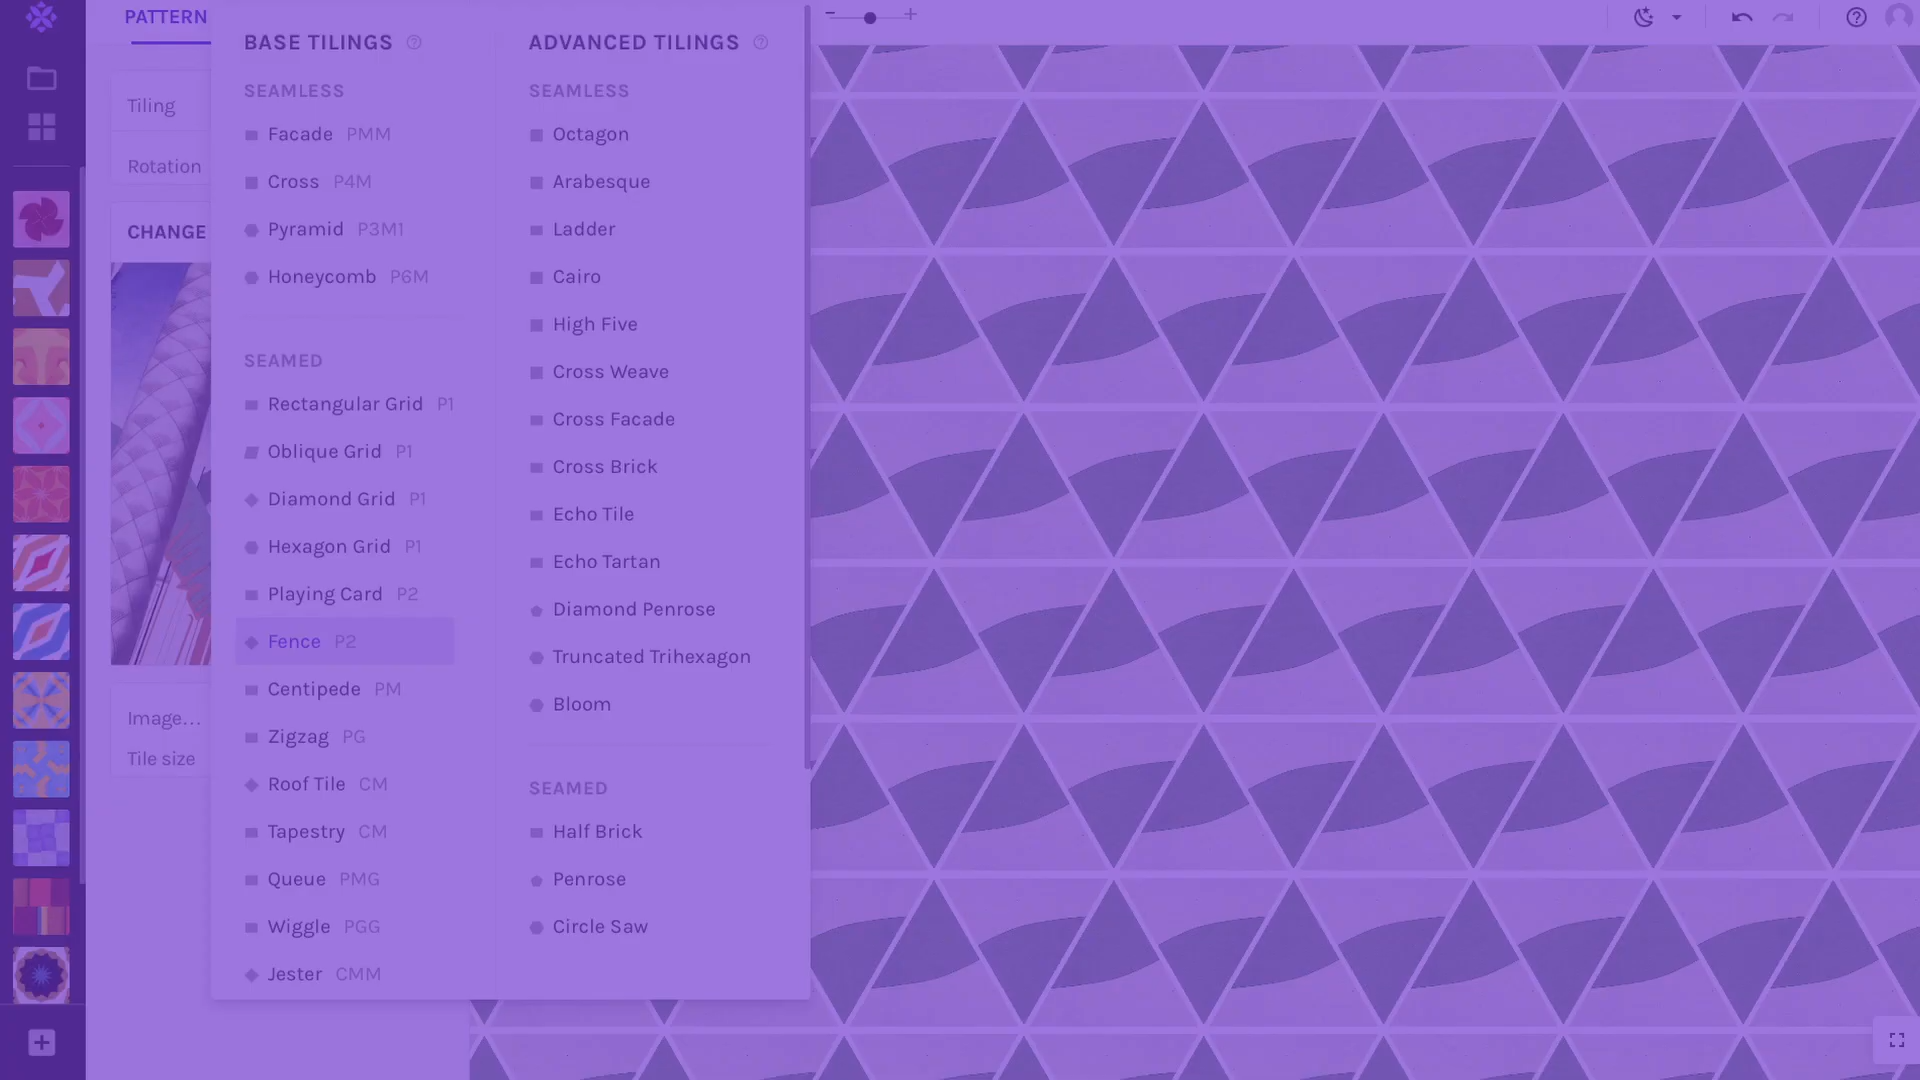 PATTERN
Tiling
Rotation
CHANGE
Image...
Tile size
BASE TILINGS
SEAMLESS
Facade PMM
Cross P4M
Pyramid P3M1
Honeycomb P6M
SEAMED
Rectangular Grid P1
Oblique Grid P1
Diamond Grid P1
Hexagon Grid P1
Playing Card P2
Fence P2
Centipede PM
Zigzag PG
Roof Tile CM
Tapestry CM
Queue PMG
Wiggle PGG
Jester CMM
ADVANCED TILINGS
SEAMLESS
Octagon
Arabesque
Ladder
Cairo
High Five
Cross Weave
Cross Facade
Cross Brick
Echo Tile
Echo Tartan
Diamond Penrose
Truncated Trihexagon
Bloom
SEAMED
Half Brick
Penrose
Circle Saw